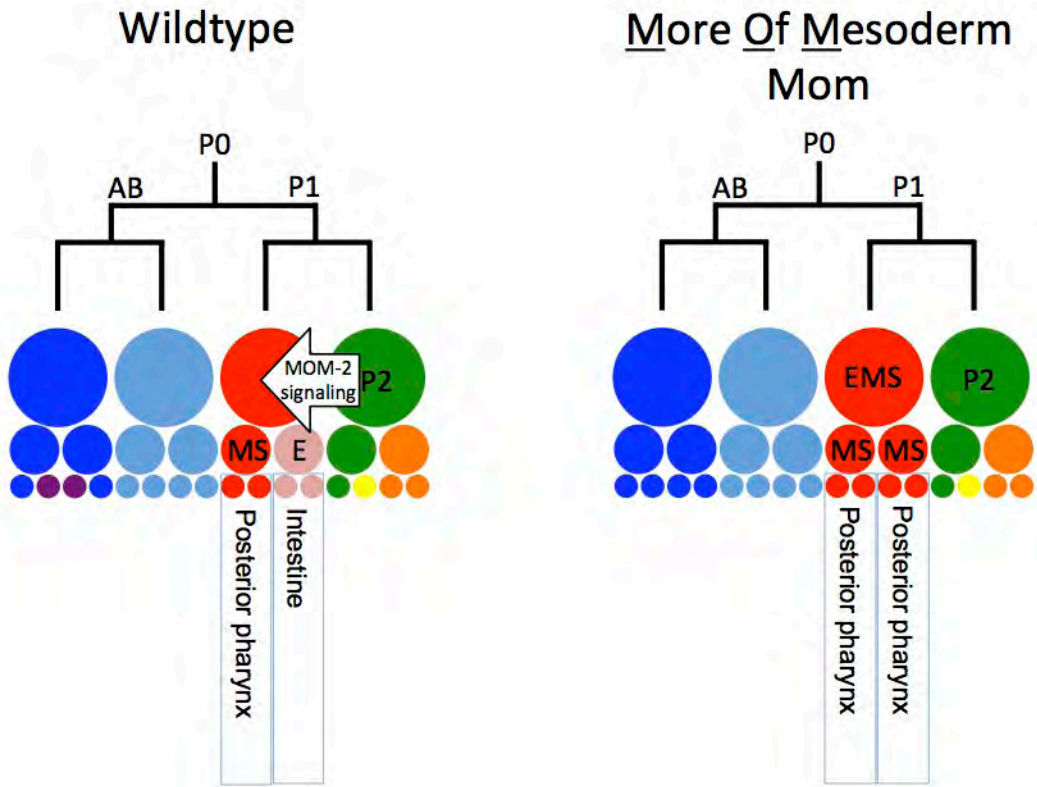 Wildtype
P0
AB
P1
MOM-2
signaling
P2
MS
E
Posterior pharynx
Intestine
More Of Mesoderm
Mom
P0
AB
P1
EMS
P2
MS
MS
Posterior pharynx
Posterior pharynx